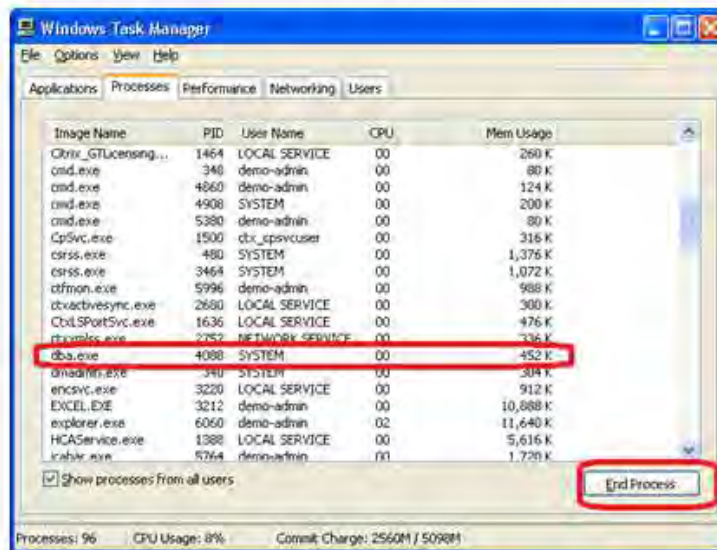 Windows Task Manager
File Options View Help
Applications Processes Performance Networking Users
Image Name PID User Name CPU Mem Usage
Citrix_GTLicensing... 1464 LOCAL SERVICE 00 260 K
cmd.exe 348 demo-admin 00 80 K
cmd.exe 4860 demo-admin 00 124 K
cmd.exe 4908 SYSTEM 00 200 K
cmd.exe 5380 demo-admin 00 80 K
CpSvc.exe 1500 ctx_cpsvcuser 00 316 K
csrss.exe 480 SYSTEM 00 1,376 K
csrss.exe 3464 SYSTEM 00 1,072 K
ctfmon.exe 5996 demo-admin 00 988 K
ctxactivesync.exe 2680 LOCAL SERVICE 00 300 K
CtxLSPortSvc.exe 1636 LOCAL SERVICE 00 476 K
ctxxmlss.exe 2752 NETWORK SERVICE 00 336 K
dba.exe 4088 SYSTEM 00 452 K
dmadmin.exe 340 SYSTEM 00 304 K
encsvc.exe 3220 LOCAL SERVICE 00 912 K
EXCEL.EXE 3212 demo-admin 00 10,888 K
explorer.exe 6060 demo-admin 02 11,640 K
HCAService.exe 1388 LOCAL SERVICE 00 5,616 K
icabar.exe 5764 demo-admin 00 1,720 K
Show processes from all users End Process
Processes: 96 CPU Usage: 8% Commit Charge: 2560M / 5098M